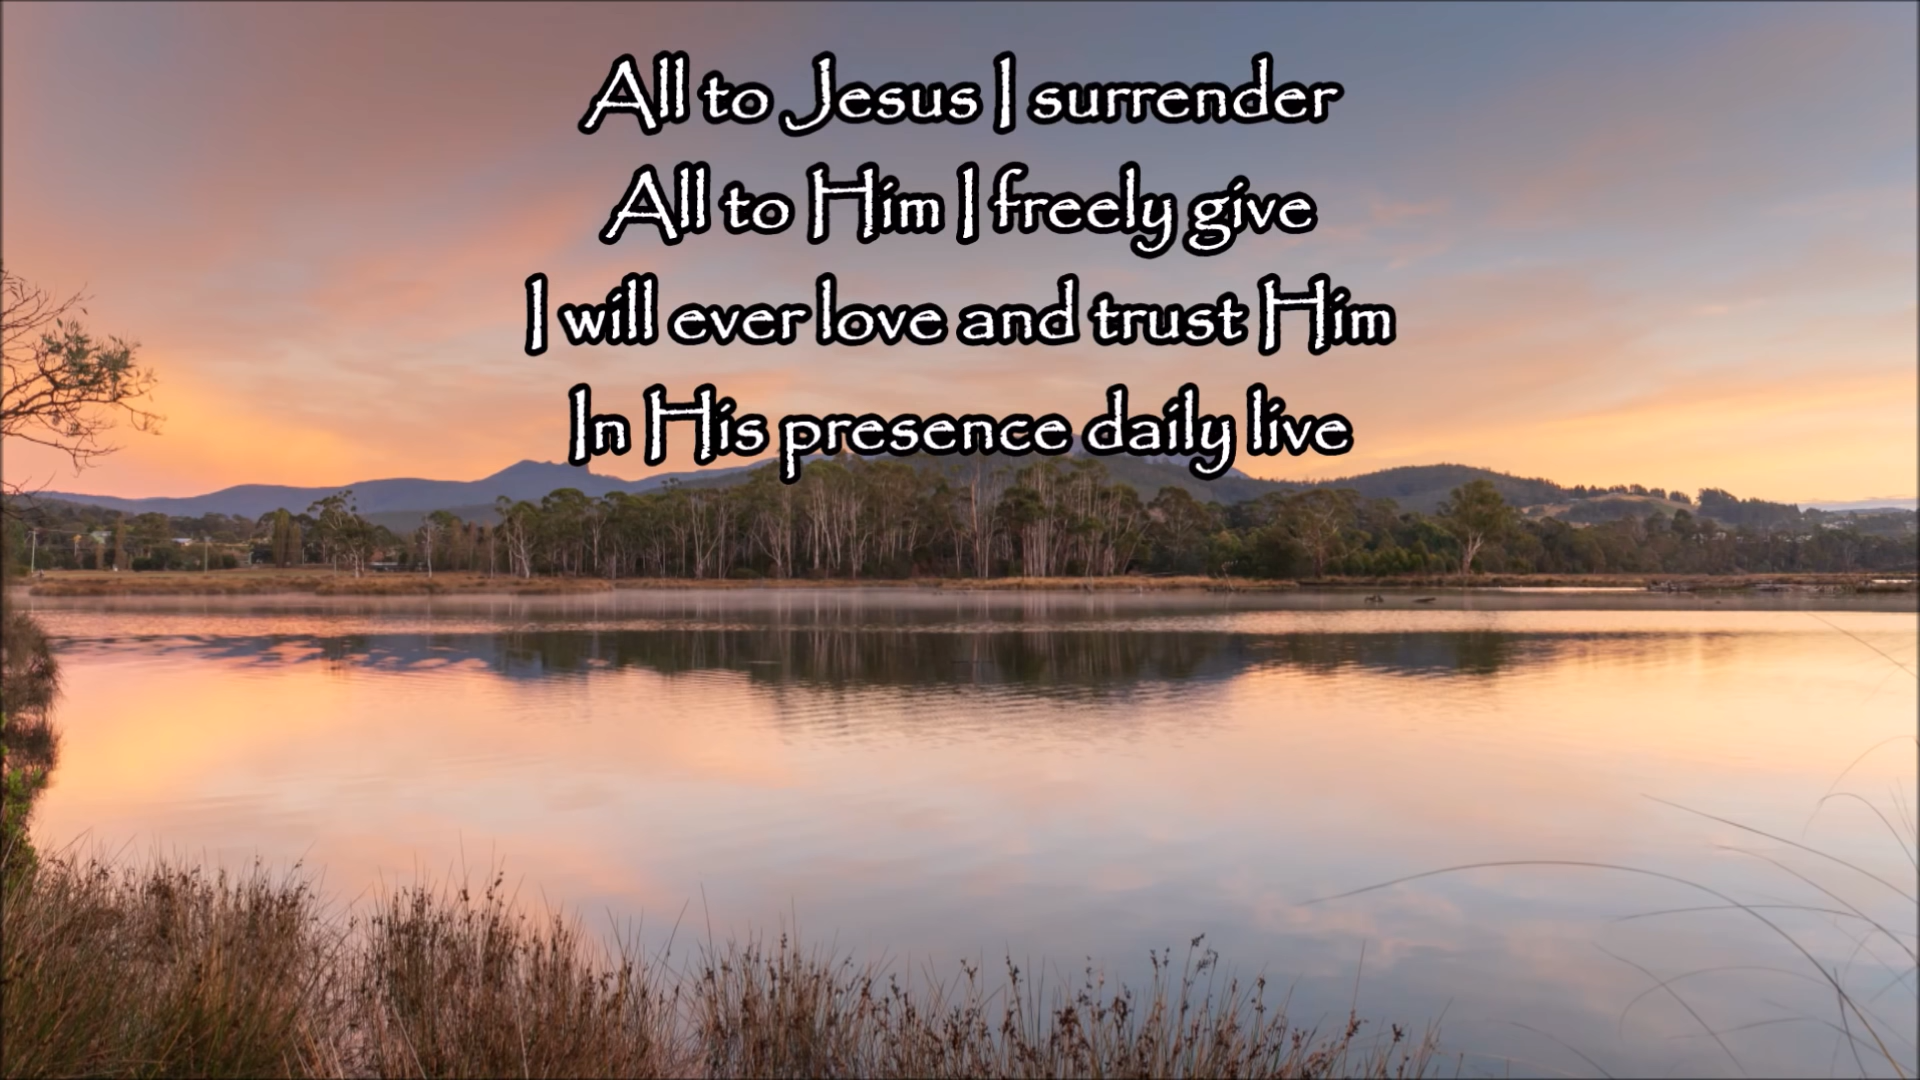 All to Jesus I surrender
All to Him I freely give
I will ever love and trust Him
In His presence daily live